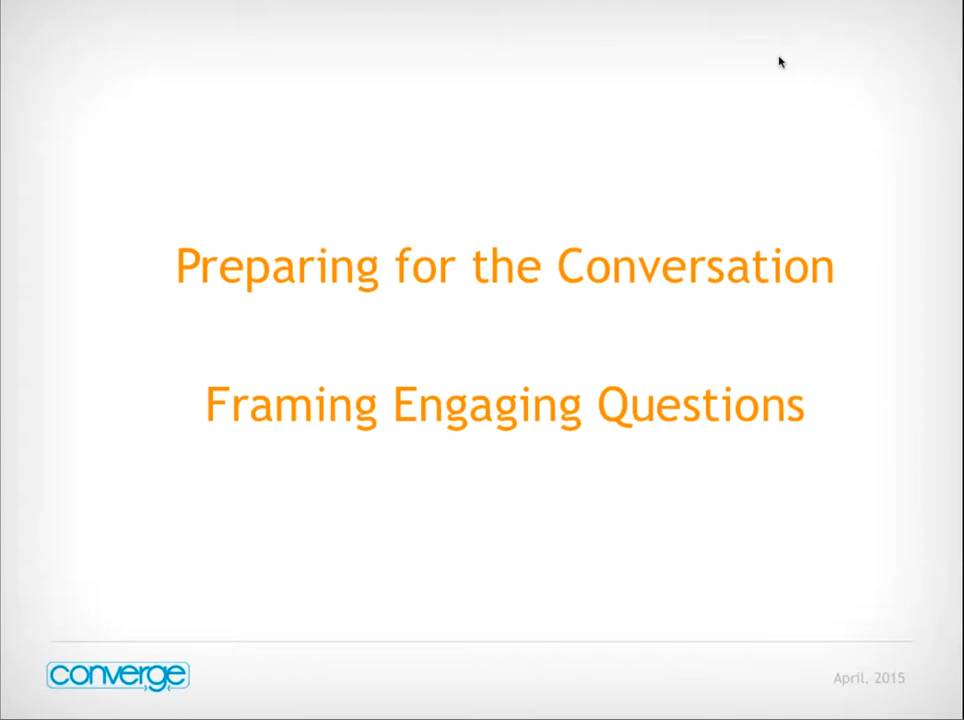 Preparing for the Conversation
Framing Engaging Questions
converge
April, 2015